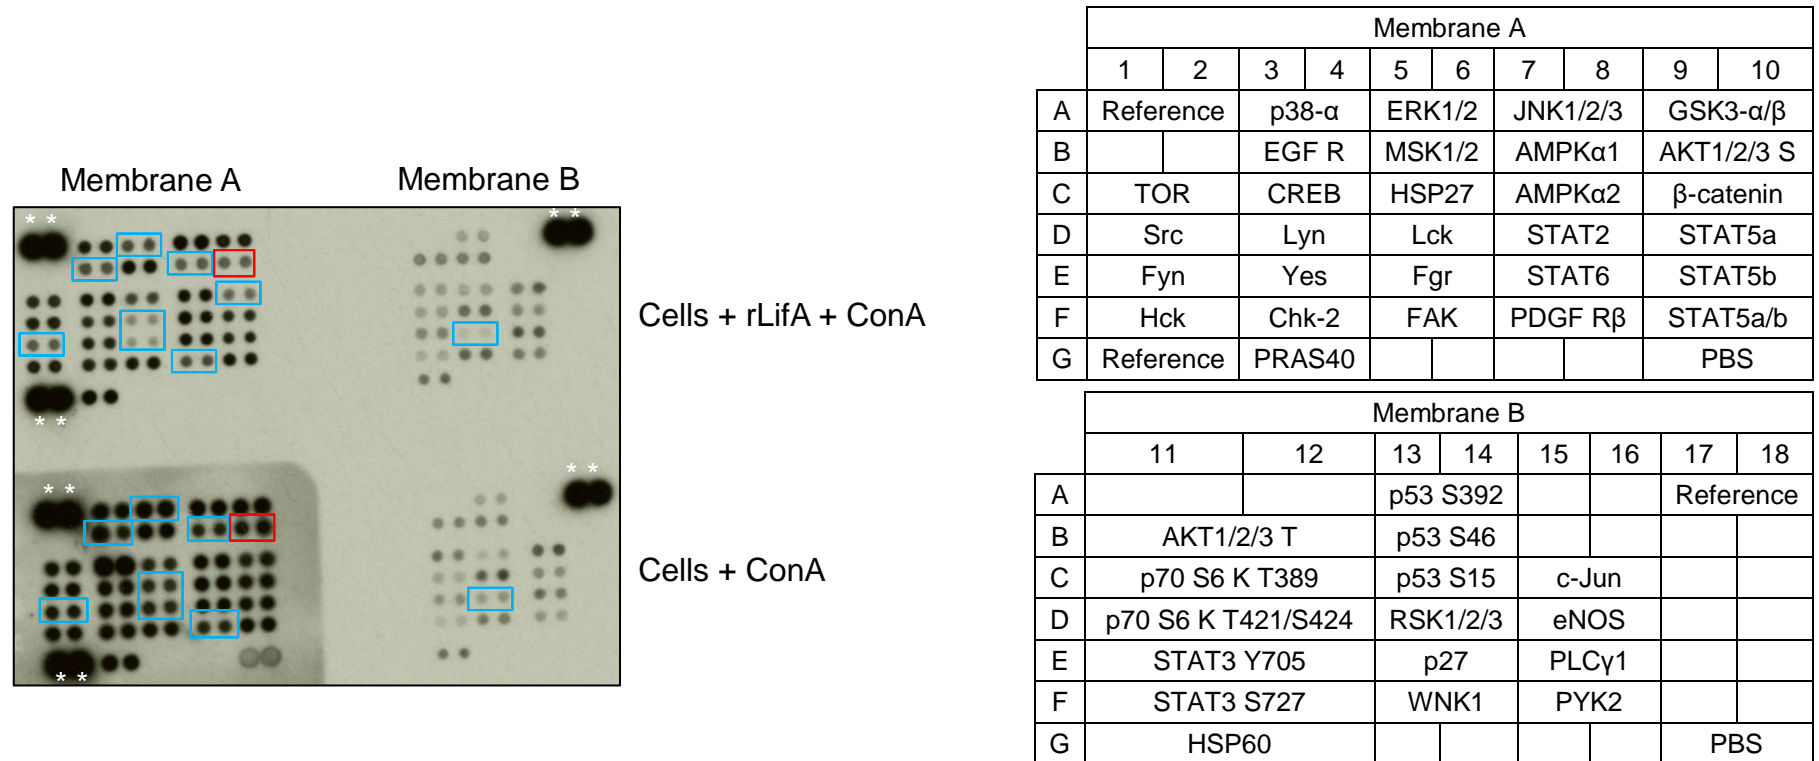 Membrane A
Membrane B
* *
* *
* *
Cells + rLifA + ConA
* *
* *
* *
Cells + ConA
Membrane A
1 2 3 4 5 6 7 8 9 10
A Reference p38-α ERK1/2 JNK1/2/3 GSK3-α/β
B EGF R MSK1/2 AMPKα1 AKT1/2/3 S
C TOR CREB HSP27 AMPKα2 β-catenin
D Src Lyn Lck STAT2 STAT5a
E Fyn Yes Fgr STAT6 STAT5b
F Hck Chk-2 FAK PDGF Rβ STAT5a/b
G Reference PRAS40 PBS
Membrane B
11 12 13 14 15 16 17 18
A p53 S392 Reference
B AKT1/2/3 T p53 S46
C p70 S6 K T389 p53 S15 c-Jun
D p70 S6 K T421/S424 RSK1/2/3 eNOS
E STAT3 Y705 p27 PLCγ1
F STAT3 S727 WNK1 PYK2
G HSP60 PBS